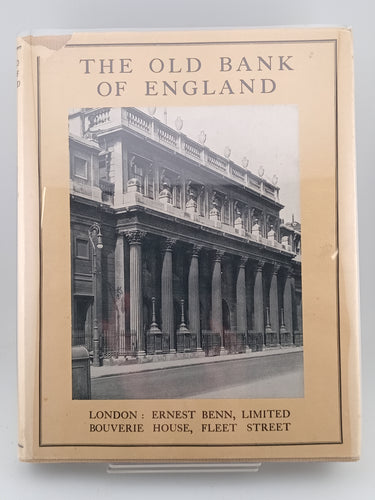 THE OLD BANK
OF ENGLAND
LONDON: ERNEST BENN, LIMITED
BOUVERIE HOUSE, FLEET STREET